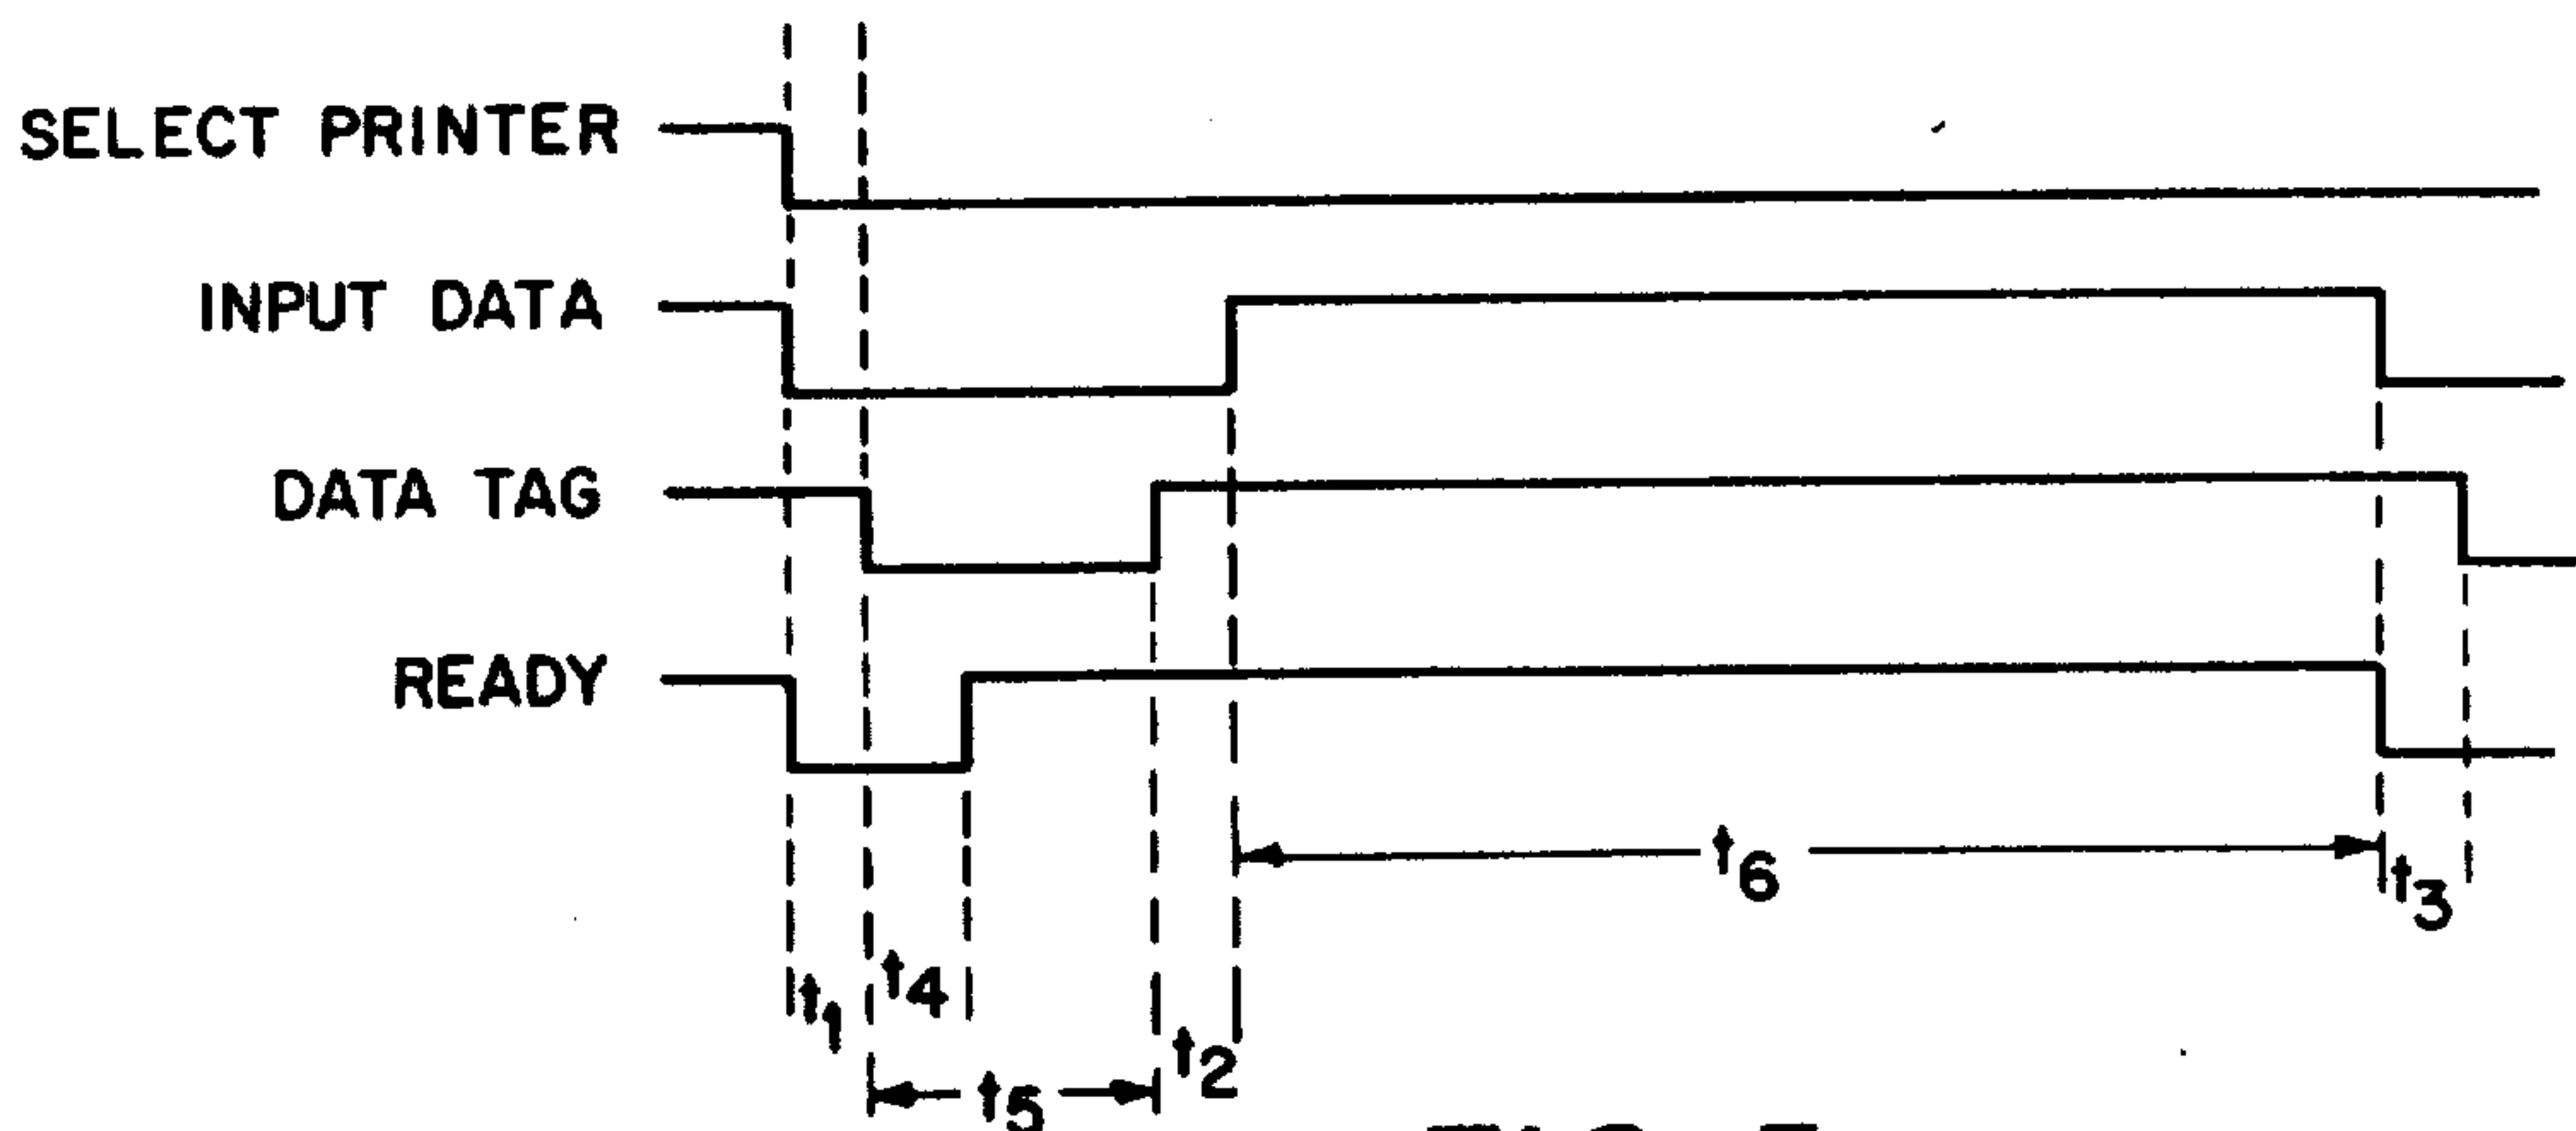 SELECT PRINTER
INPUT DATA
DATA TAG
READY
t6
t3
t4
t1
t2
t5